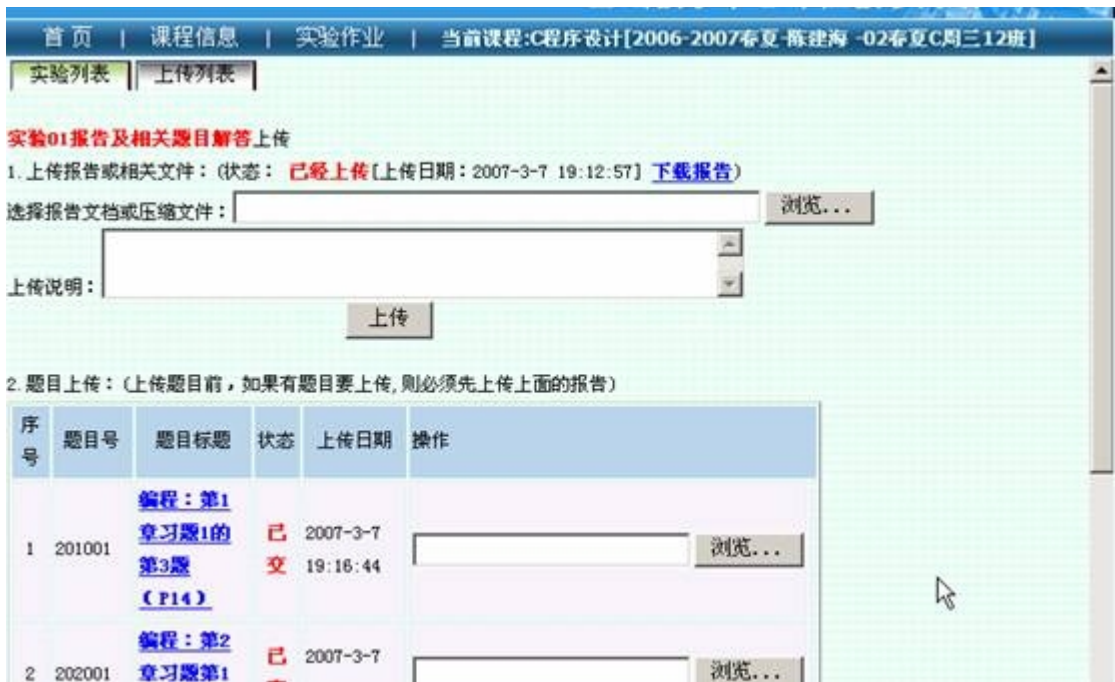 首页 | 课程信息 | 实验作业 | 当前课程:C程序设计[2006-2007春夏-陈建海 -02春夏C周三12班]
实验列表 上传列表
实验01报告及相关题目解答上传
1.上传报告或相关文件：(状态： 已经上传[上传日期：2007-3-7 19:12:57] 下载报告)
选择报告文档或压缩文件： 浏览...
上传说明：
上传
2.题目上传：(上传题目前，如果有题目要上传,则必须先上传上面的报告)
序号 题目号 题目标题 状态 上传日期 操作
编程：第1
章习题1的 已 2007-3-7
1 201001 浏览...
第3题 交 19:16:44
(P14)
编程：第2
已 2007-3-7
2 202001 章习题第1 浏览...